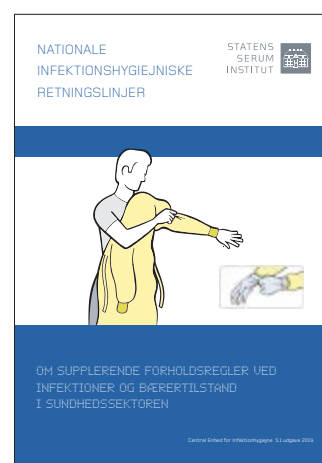 NATIONALE
INFEKTIONSHYGIEJNISKE
RETNINGSLINJER
STATENS
SERUM
INSTITUT
OM SUPPLERENDE FORHOLDSREGLER VED
INFEKTIONER OG BÆRERTILSTAND
I SUNDHEDSSEKTOREN
Central Enhed for Infektionshygiejne 5.1.udgave 2019